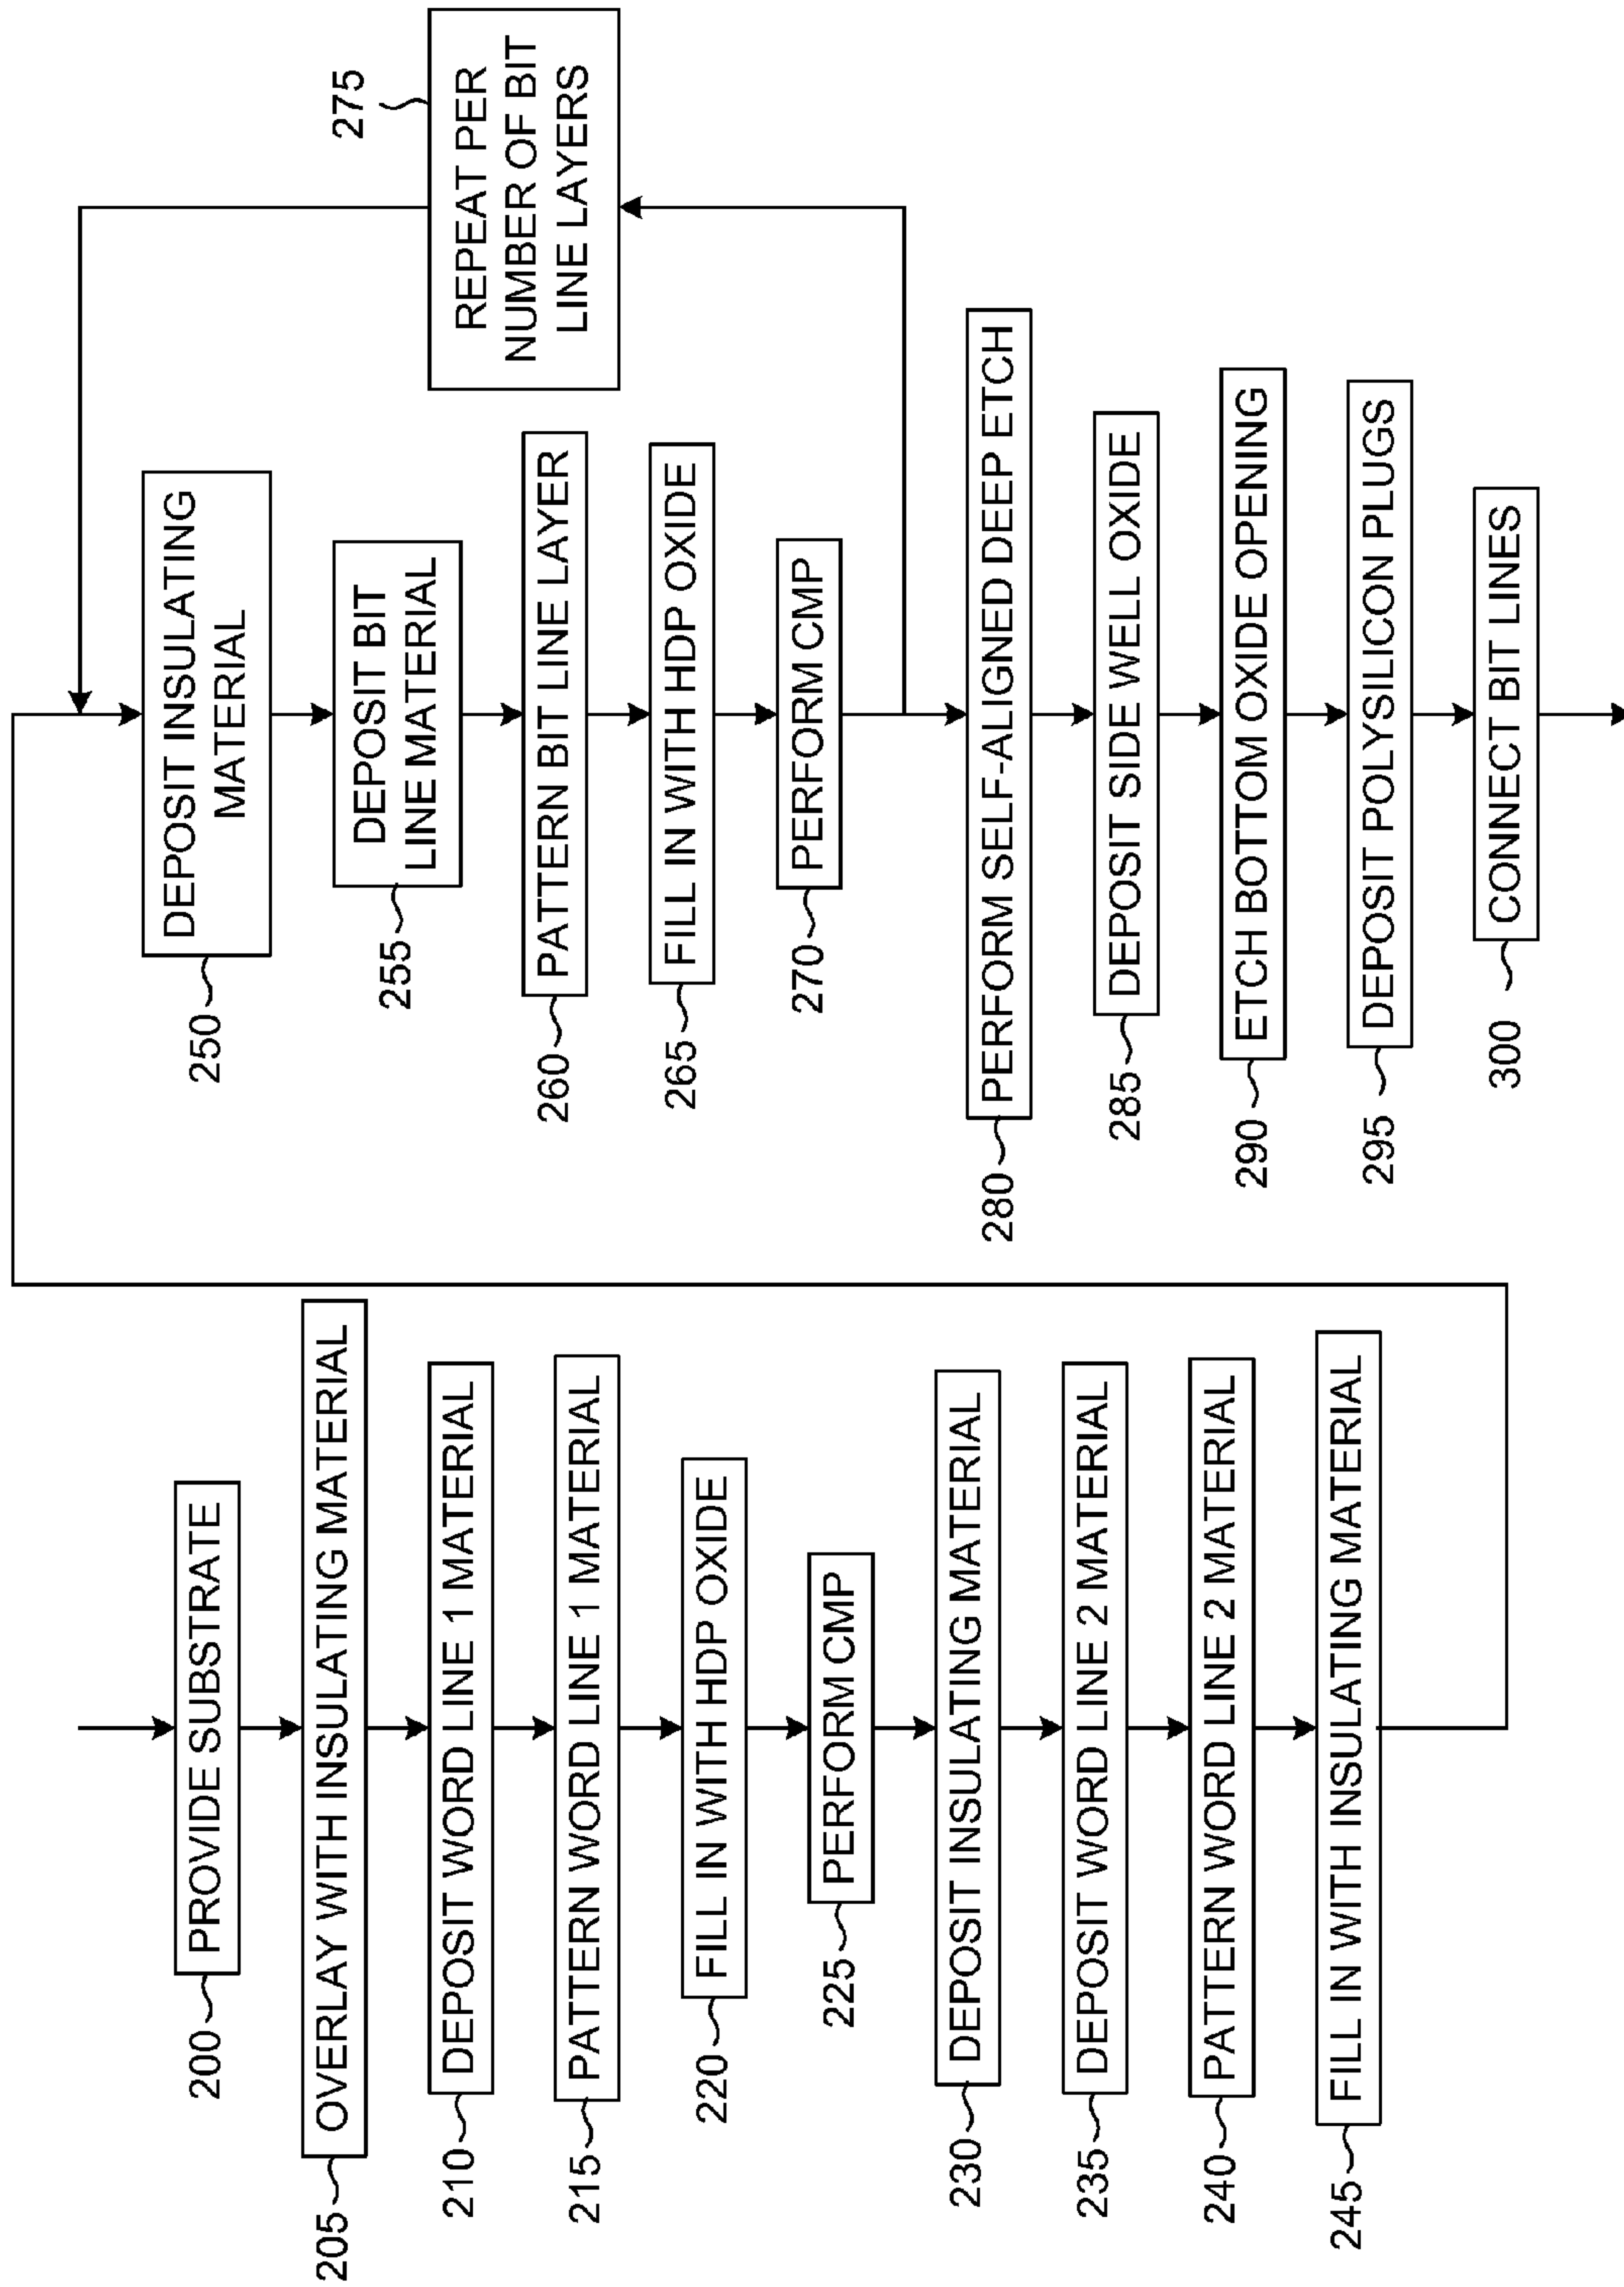 200
PROVIDE SUBSTRATE
205
OVERLAY WITH INSULATING MATERIAL
210
DEPOSIT WORD LINE 1 MATERIAL
215
PATTERN WORD LINE 1 MATERIAL
220
FILL IN WITH HDP OXIDE
225
PERFORM CMP
230
DEPOSIT INSULATING MATERIAL
235
DEPOSIT WORD LINE 2 MATERIAL
240
PATTERN WORD LINE 2 MATERIAL
245
FILL IN WITH INSULATING MATERIAL
250
DEPOSIT INSULATING
MATERIAL
255
DEPOSIT BIT
LINE MATERIAL
260
PATTERN BIT LINE LAYER
265
FILL IN WITH HDP OXIDE
270
PERFORM CMP
275
REPEAT PER
NUMBER OF BIT
LINE LAYERS
280
PERFORM SELF-ALIGNED DEEP ETCH
285
DEPOSIT SIDE WELL OXIDE
290
ETCH BOTTOM OXIDE OPENING
295
DEPOSIT POLYSILICON PLUGS
300
CONNECT BIT LINES